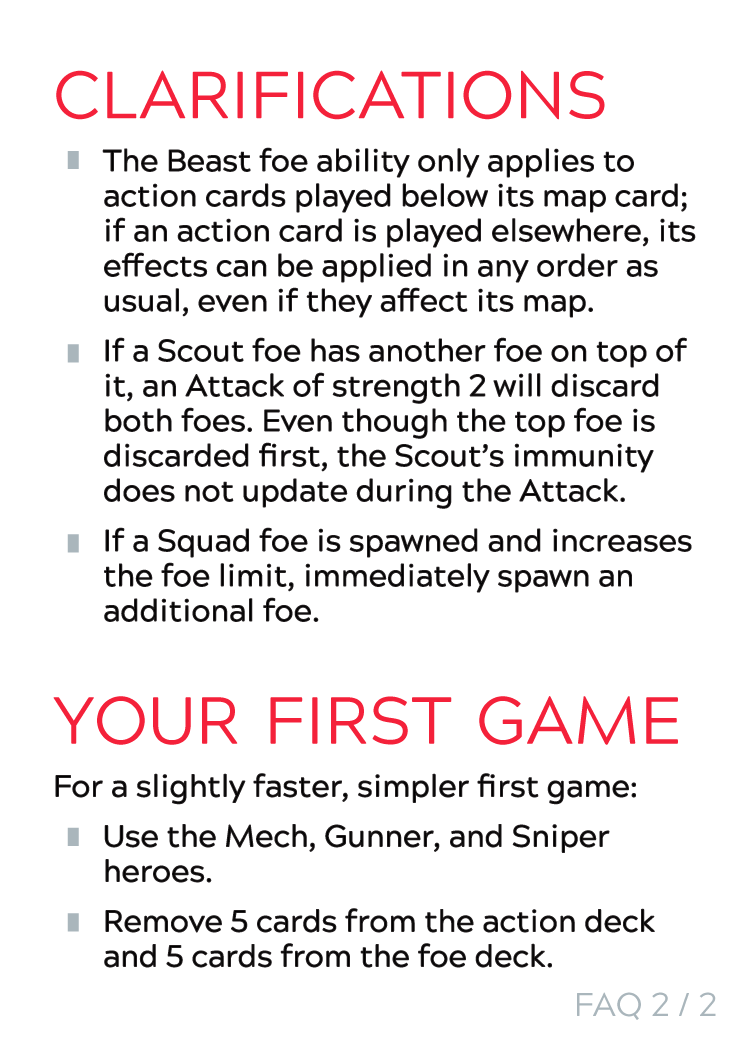 CLARIFICATIONS
The Beast foe ability only applies to
action cards played below its map card;
if an action card is played elsewhere, its
effects can be applied in any order as
usual, even if they affect its map.
If a Scout foe has another foe on top of
it, an Attack of strength 2 will discard
both foes. Even though the top foe is
discarded first, the Scout’s immunity
does not update during the Attack.
If a Squad foe is spawned and increases
the foe limit, immediately spawn an
additional foe.
YOUR FIRST GAME
For a slightly faster, simpler first game:
Use the Mech, Gunner, and Sniper
heroes.
Remove 5 cards from the action deck
and 5 cards from the foe deck.
FAQ 2 / 2